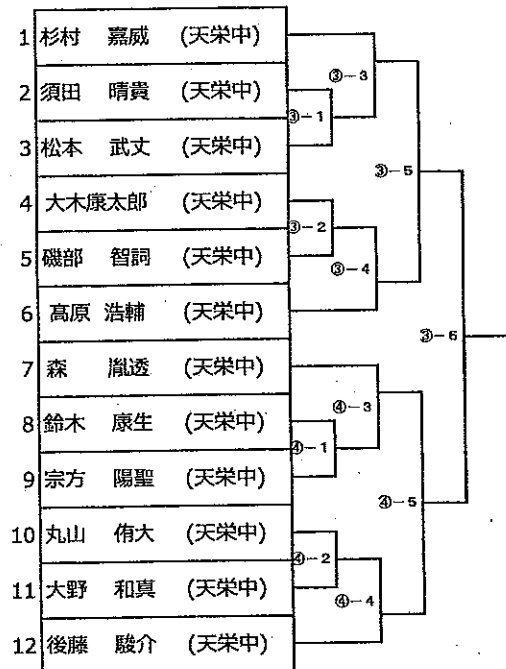 1 杉村 嘉威 (天栄中)
2 須田 晴貴 (天栄中)
3 松本 武丈 (天栄中)
4 大木康太郎 (天栄中)
5 磯部 智詞 (天栄中)
6 高原 浩輔 (天栄中)
7 森 胤透 (天栄中)
8 鈴木 康生 (天栄中)
9 宗方 陽聖 (天栄中)
10 丸山 侑大 (天栄中)
11 大野 和真 (天栄中)
12 後藤 駿介 (天栄中)
③-3
③-1
③-5
③-2
③-4
③-6
④-3
④-1
④-5
④-2
④-4